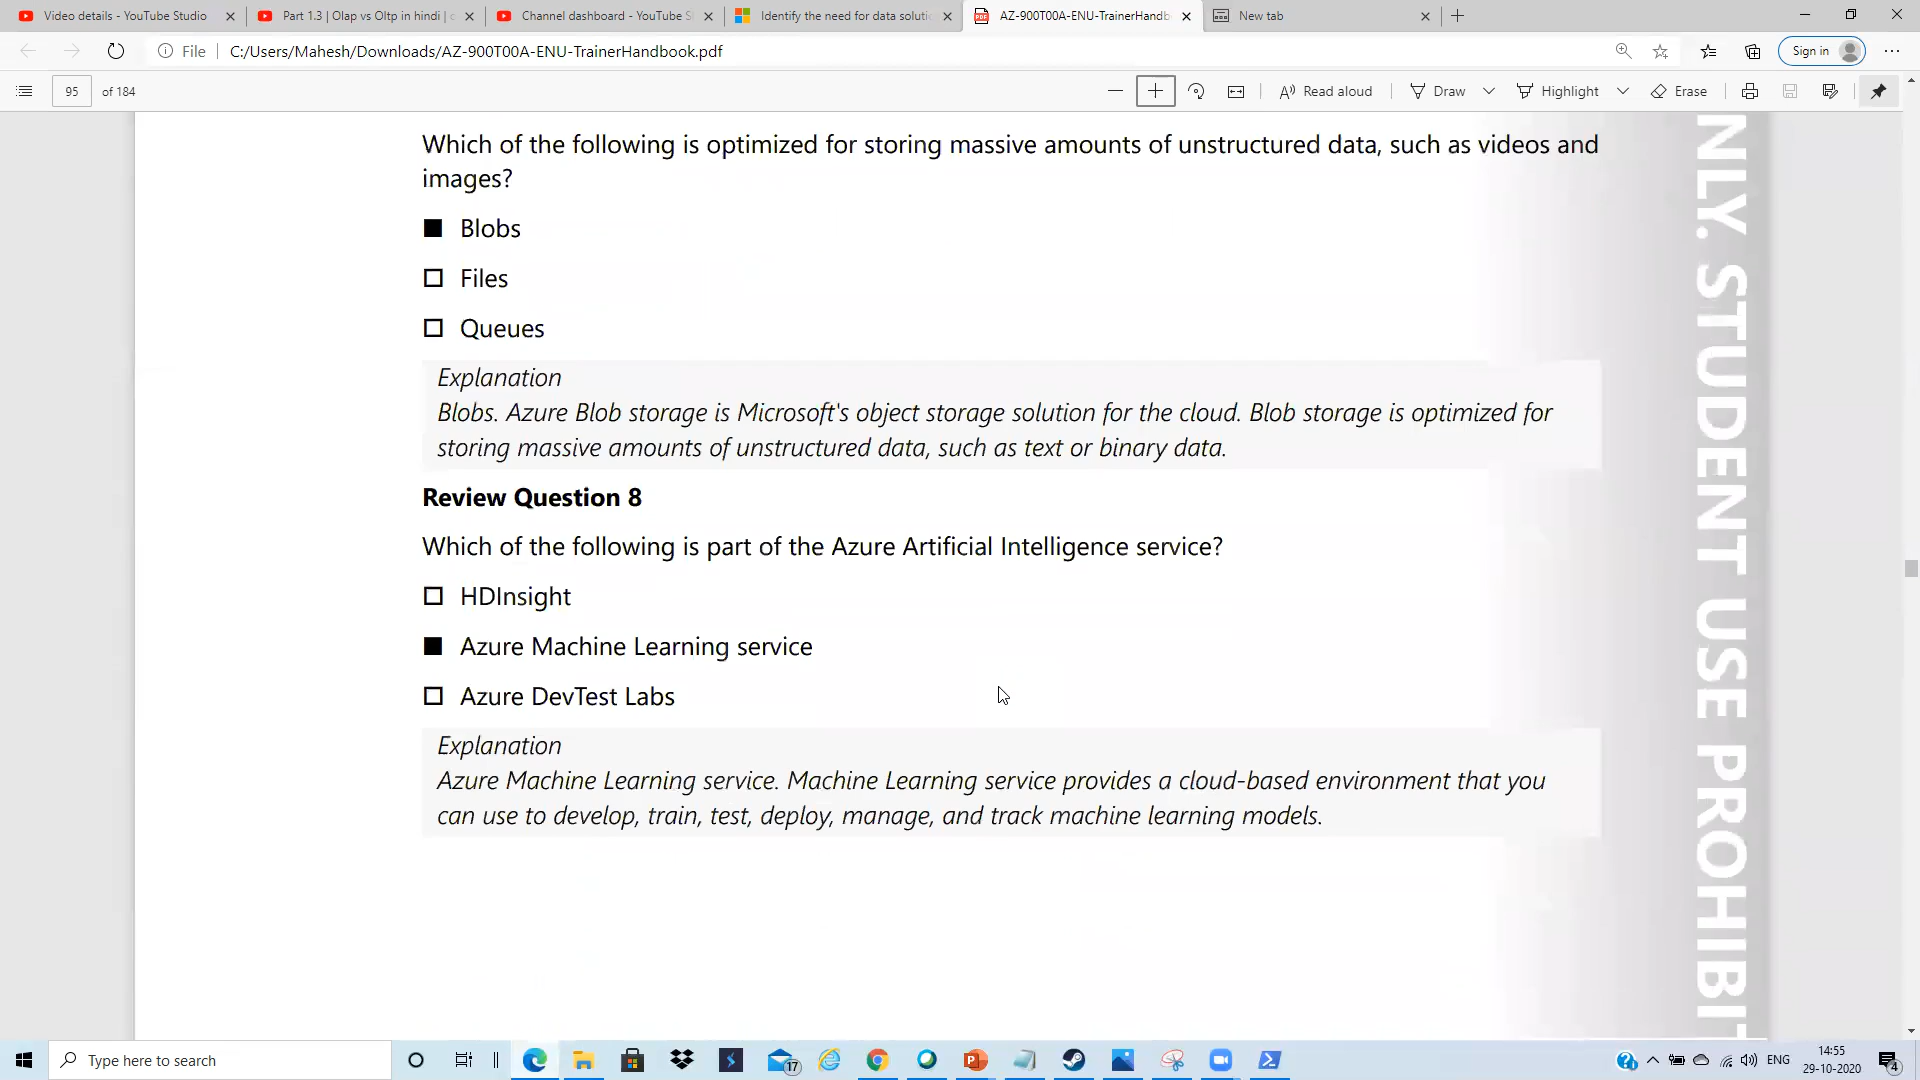 Video details - YouTube Studio
Part 1.3 | Olap vs Oltp in hindi |
Channel dashboard - YouTube S
Identify the need for data soluti
AZ-900T00A-ENU-TrainerHandb
New tab
File
C:/Users/Mahesh/Downloads/AZ-900T00A-ENU-TrainerHandbook.pdf
Sign in
95 of 184
Read aloud
Draw
Highlight
Erase
Which of the following is optimized for storing massive amounts of unstructured data, such as videos and
images?
Blobs
Files
Queues
Explanation
Blobs. Azure Blob storage is Microsoft's object storage solution for the cloud. Blob storage is optimized for
storing massive amounts of unstructured data, such as text or binary data.
Review Question 8
Which of the following is part of the Azure Artificial Intelligence service?
HDInsight
Azure Machine Learning service
Azure DevTest Labs
Explanation
Azure Machine Learning service. Machine Learning service provides a cloud-based environment that you
can use to develop, train, test, deploy, manage, and track machine learning models.
NLY. STUDENT USE PROHIBIT
Type here to search
17
ENG
14:55
29-10-2020
4